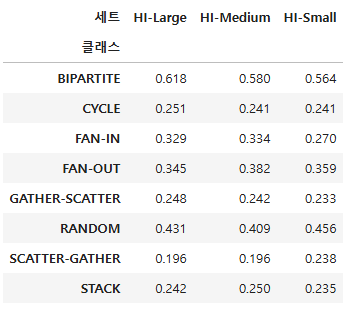 세트 HI-Large HI-Medium HI-Small
클래스
BIPARTITE 0.618 0.580 0.564
CYCLE 0.251 0.241 0.241
FAN-IN 0.329 0.334 0.270
FAN-OUT 0.345 0.382 0.359
GATHER-SCATTER 0.248 0.242 0.233
RANDOM 0.431 0.409 0.456
SCATTER-GATHER 0.196 0.196 0.238
STACK 0.242 0.250 0.235